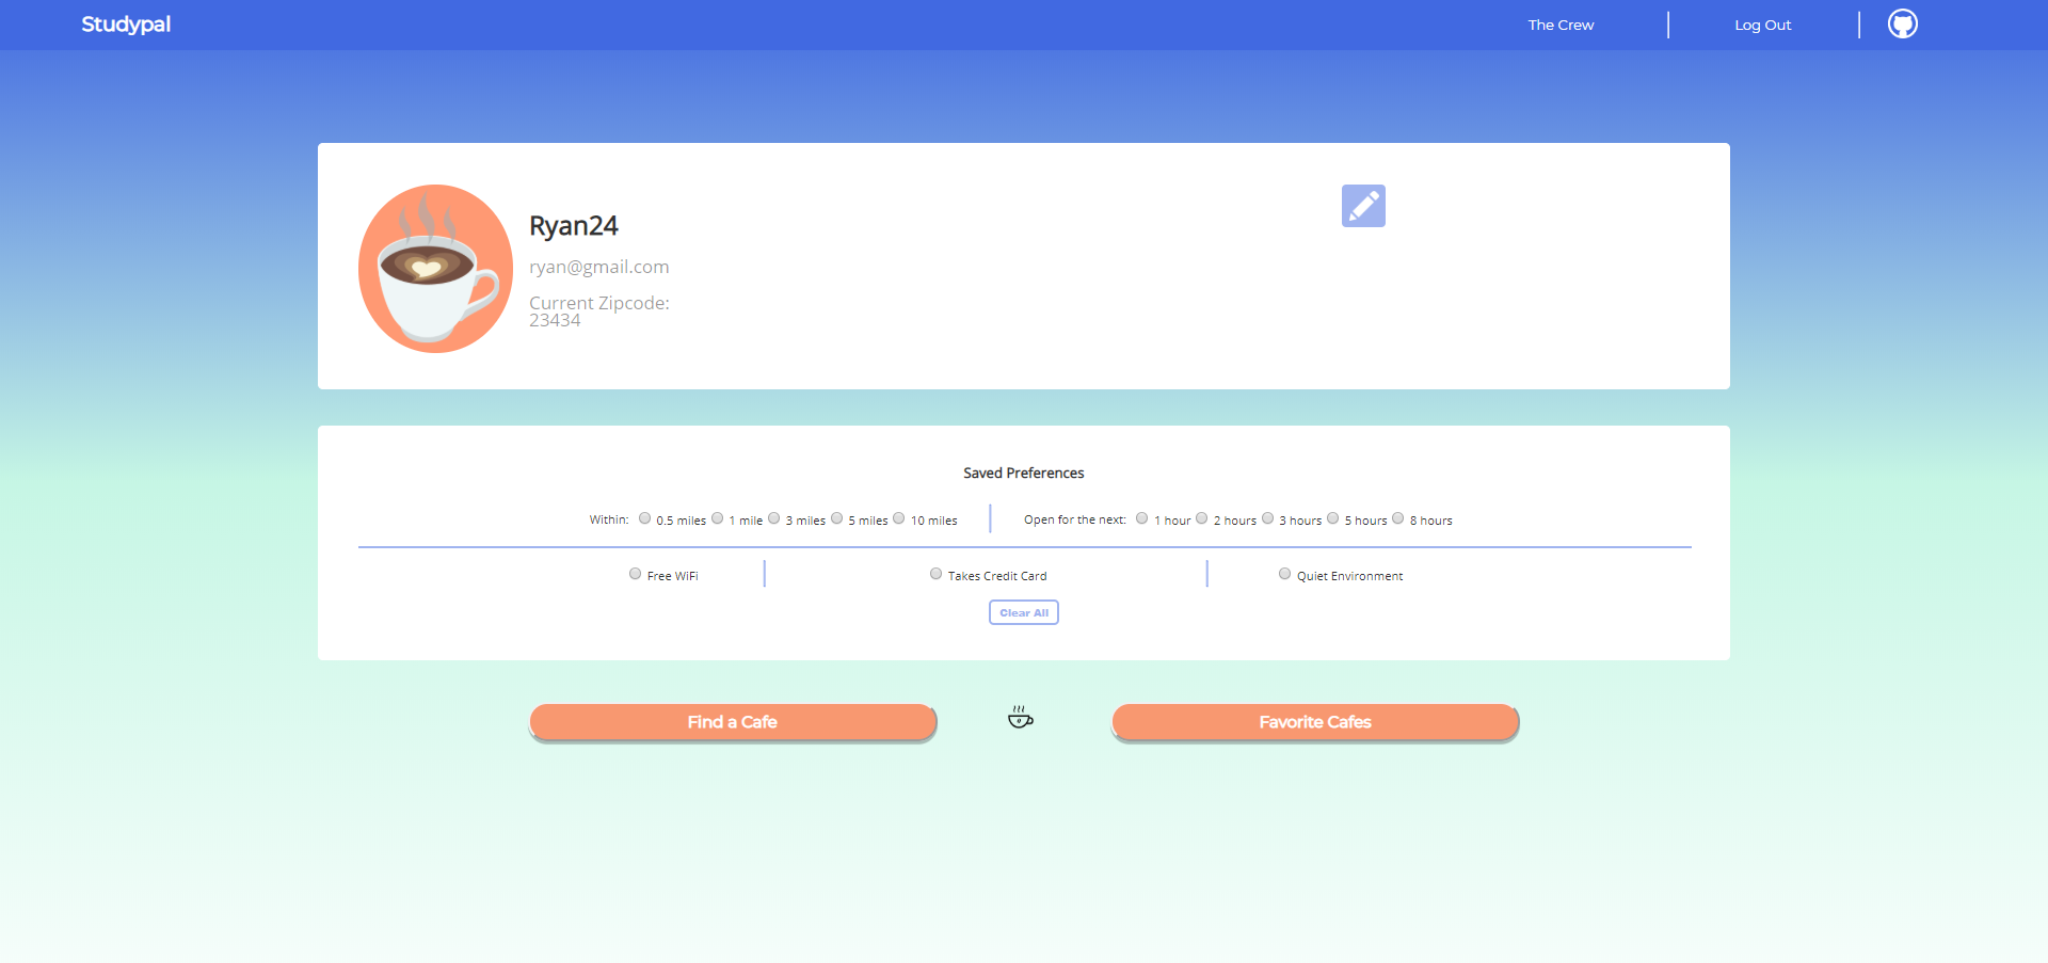 Studypal
The Crew
Log Out
Ryan24
ryan@gmail.com
Current Zipcode:
23434
Saved Preferences
Within: 0.5 miles 1 mile 3 miles 5 miles 10 miles
Open for the next: 1 hour 2 hours 3 hours 5 hours 8 hours
Free WiFi
Takes Credit Card
Quiet Environment
Clear All
Find a Cafe
Favorite Cafes